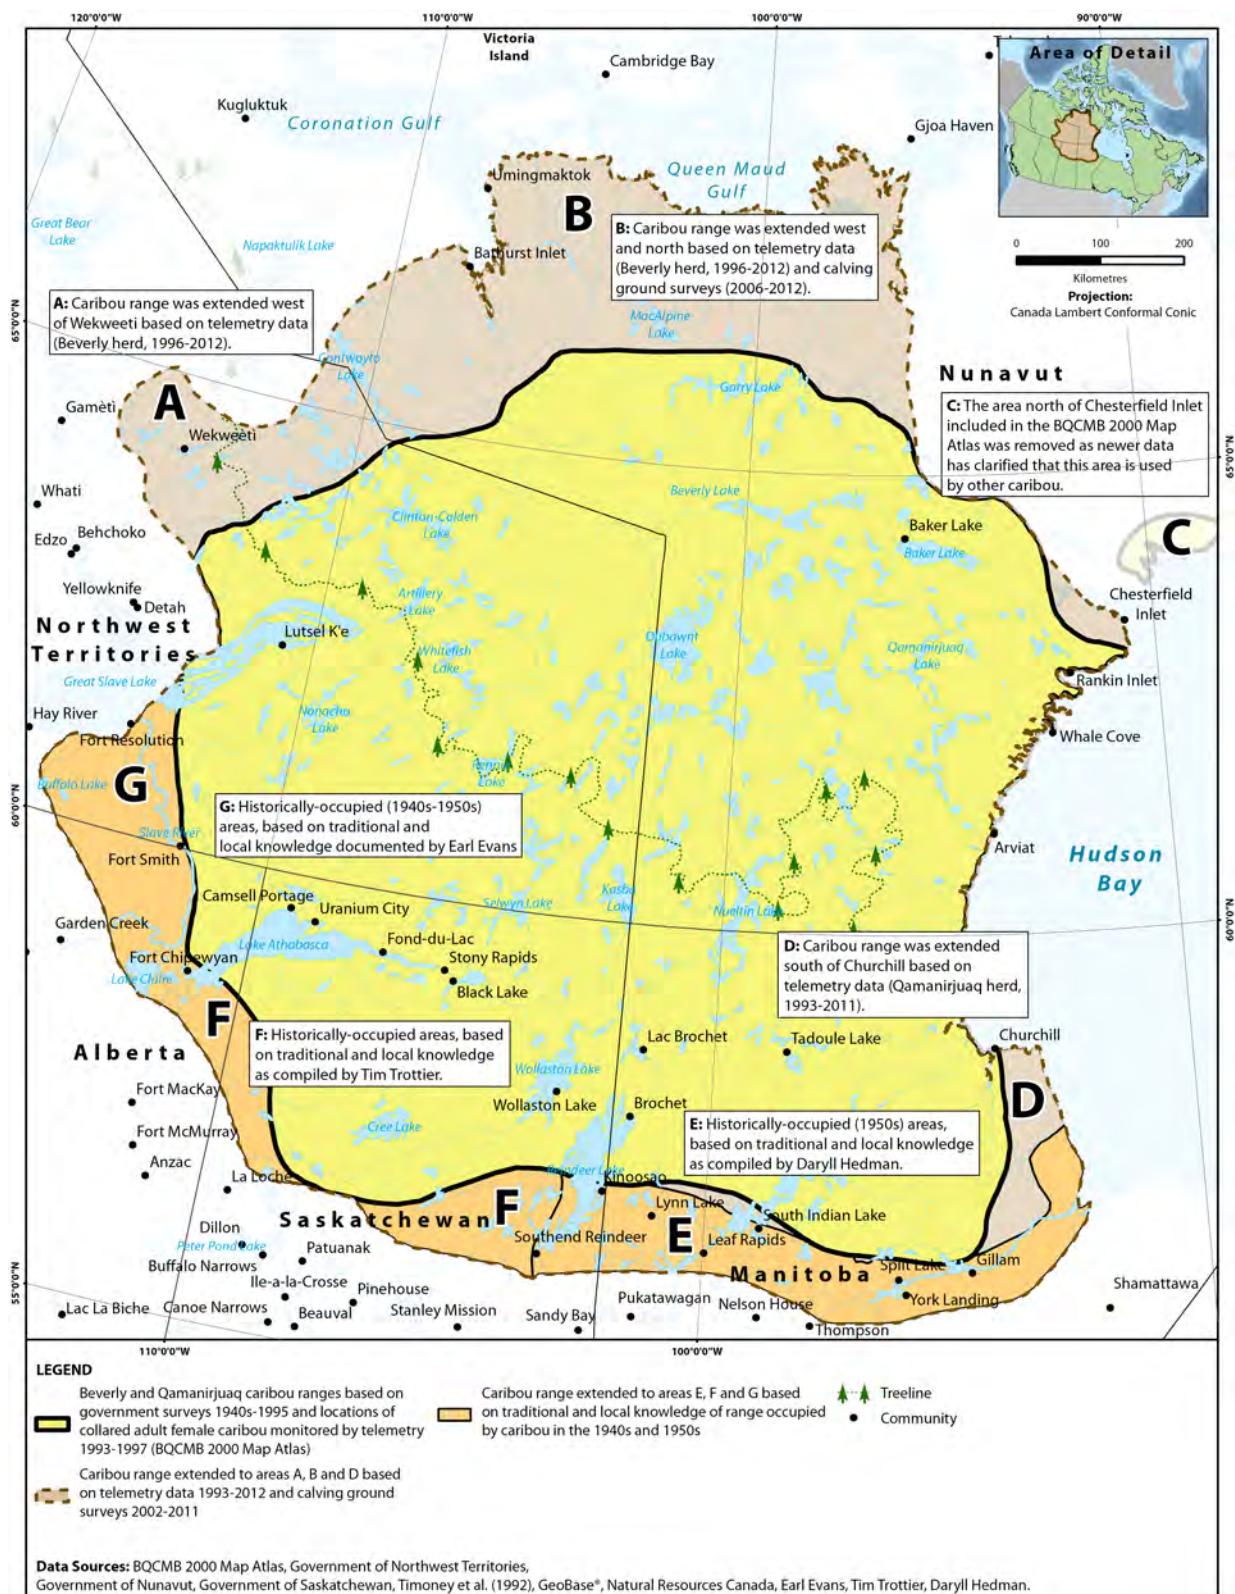 120°0'0"W
110°0'0"W
100°0'0"W
90°0'0"W
Victoria
Island
Cambridge Bay
Area of Detail
Kugluktuk
Coronation Gulf
Gjoa Haven
Queen Maud
Gulf
Umingmaktok
B
Great Bear
Lake
Napaktulik Lake
Bathurst Inlet
B: Caribou range was extended west
and north based on telemetry data
(Beverly herd, 1996-2012) and calving
ground surveys (2006-2012).
0 100 200
Kilometres
Projection:
Canada Lambert Conformal Conic
A: Caribou range was extended west
of Wekweeti based on telemetry data
(Beverly herd, 1996-2012).
65°0'0"N
MacAlpine
Lake
Contwoyto
Lake
Garry Lake
Nunavut
A
Gamètì
Wekweeti
C: The area north of Chesterfield Inlet
included in the BQCMB 2000 Map
Atlas was removed as newer data
has clarified that this area is used
by other caribou.
65°0'0"N
Whati
Beverly Lake
Clinton-Colden
Lake
Baker Lake
Baker Lake
C
Edzo
Behchoko
Yellowknife
Detah
Artillery
Lake
Chesterfield
Inlet
Northwest
Territories
Lutsel K'e
Whitefish
Lake
Dubawnt
Lake
Qamanirjuaq
Lake
Great Slave Lake
Rankin Inlet
Hay River
Fort Resolution
Nonacho
Lake
Whale Cove
G
Buffalo Lake
Rennie
Lake
60°0'0"N
G: Historically-occupied (1940s-1950s)
areas, based on traditional and
local knowledge documented by Earl Evans
Slave River
Fort Smith
Arviat
Hudson
Bay
Camsell Portage
Uranium City
Selwyn Lake
Kasba
Lake
Nueltin Lake
60°0'0"N
Garden Creek
Lake Athabasca
Fond-du-Lac
Fort Chipewyan
Stony Rapids
Lake Claire
Black Lake
D: Caribou range was extended
south of Churchill based on
telemetry data (Qamanirjuaq herd,
1993-2011).
F
F: Historically-occupied areas, based
on traditional and local knowledge
as compiled by Tim Trottier.
Lac Brochet
Tadoule Lake
Churchill
Alberta
Wollaston Lake
Wollaston Lake
Fort MacKay
Brochet
D
Cree Lake
E: Historically-occupied (1950s) areas,
based on traditional and local knowledge
as compiled by Daryll Hedman.
Fort McMurray
Anzac
La Loche
Reindeer Lake
Kinoosao
Lynn Lake
South Indian Lake
Saskatchewan
F
E
Dillon
Peter Pond Lake
Patuanak
Southend Reindeer
Leaf Rapids
Buffalo Narrows
Manitoba
Split Lake
Gillam
55°0'0"N
Ile-a-la-Crosse
Pinehouse
Pukatawagan
York Landing
Shamattawa
Lac La Biche
Canoe Narrows
Beauval
Stanley Mission
Sandy Bay
Nelson House
Thompson
110°0'0"W
100°0'0"W
LEGEND
Beverly and Qamanirjuaq caribou ranges based on
government surveys 1940s-1995 and locations of
collared adult female caribou monitored by telemetry
1993-1997 (BQCMB 2000 Map Atlas)
Caribou range extended to areas A, B and D based
on telemetry data 1993-2012 and calving ground
surveys 2002-2011
Caribou range extended to areas E, F and G based
on traditional and local knowledge of range occupied
by caribou in the 1940s and 1950s
Treeline
Community
Data Sources: BQCMB 2000 Map Atlas, Government of Northwest Territories,
Government of Nunavut, Government of Saskatchewan, Timoney et al. (1992), GeoBase®, Natural Resources Canada, Earl Evans, Tim Trottier, Daryll Hedman.